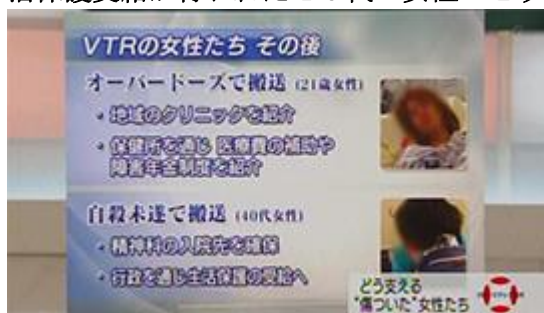 VTRの女性たち その後
オーバードーズで搬送 (21歳女性)
・地域のクリニックを紹介
・保健所を通じ 医療費の補助や
障害年金制度を紹介
自殺未遂で搬送 (40代女性)
・精神科の入院先を確保
・行政を通じ生活保護の受給へ
どう支える
"傷ついた"女性たち